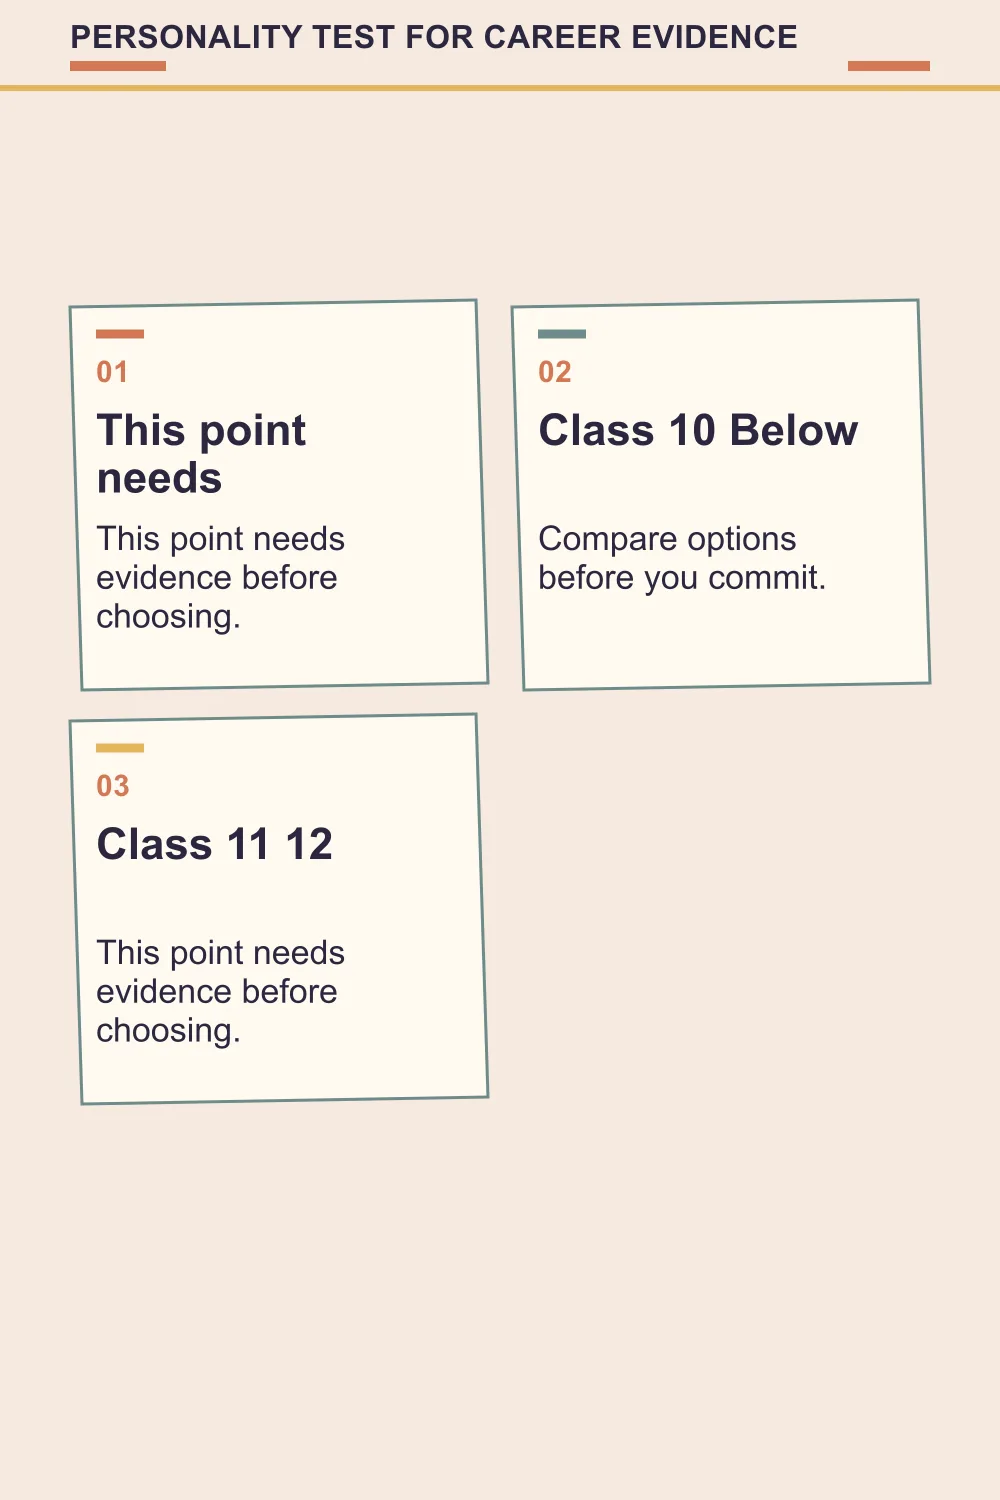 PERSONALITY TEST FOR CAREER EVIDENCE
01
This point
needs
This point needs
evidence before
choosing.
02
Class 10 Below
Compare options
before you commit.
03
Class 11 12
This point needs
evidence before
choosing.